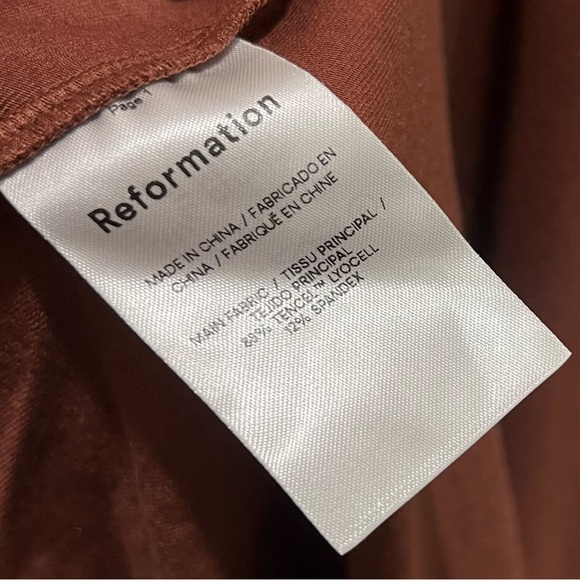 Page 1
Reformation
MADE IN CHINA / FABRICADO EN
CHINA / FABRIQUÉ EN CHINE
MAIN FABRIC / TISSU PRINCIPAL /
TEJIDO PRINCIPAL
88% TENCEL™ LYOCELL
12% SPANDEX